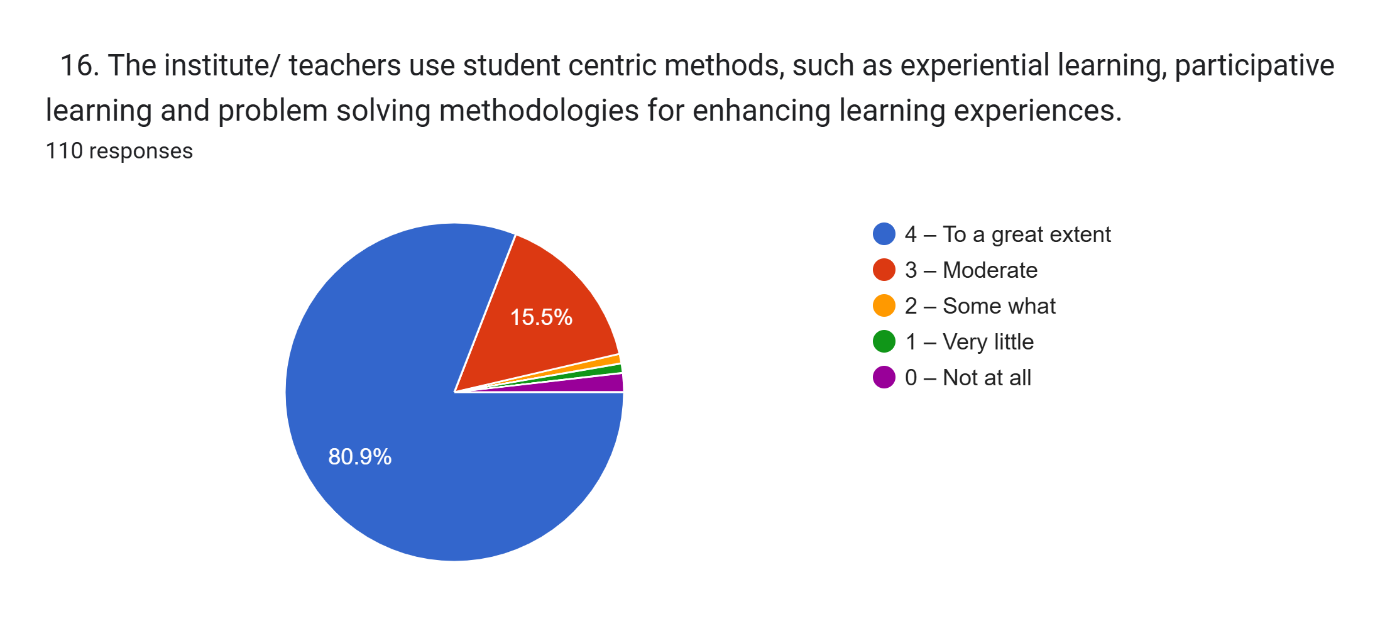 16. The institute/ teachers use student centric methods, such as experiential learning, participative
learning and problem solving methodologies for enhancing learning experiences.
110 responses
4 – To a great extent
3 – Moderate
2 – Some what
1 – Very little
0 – Not at all
15.5%
80.9%